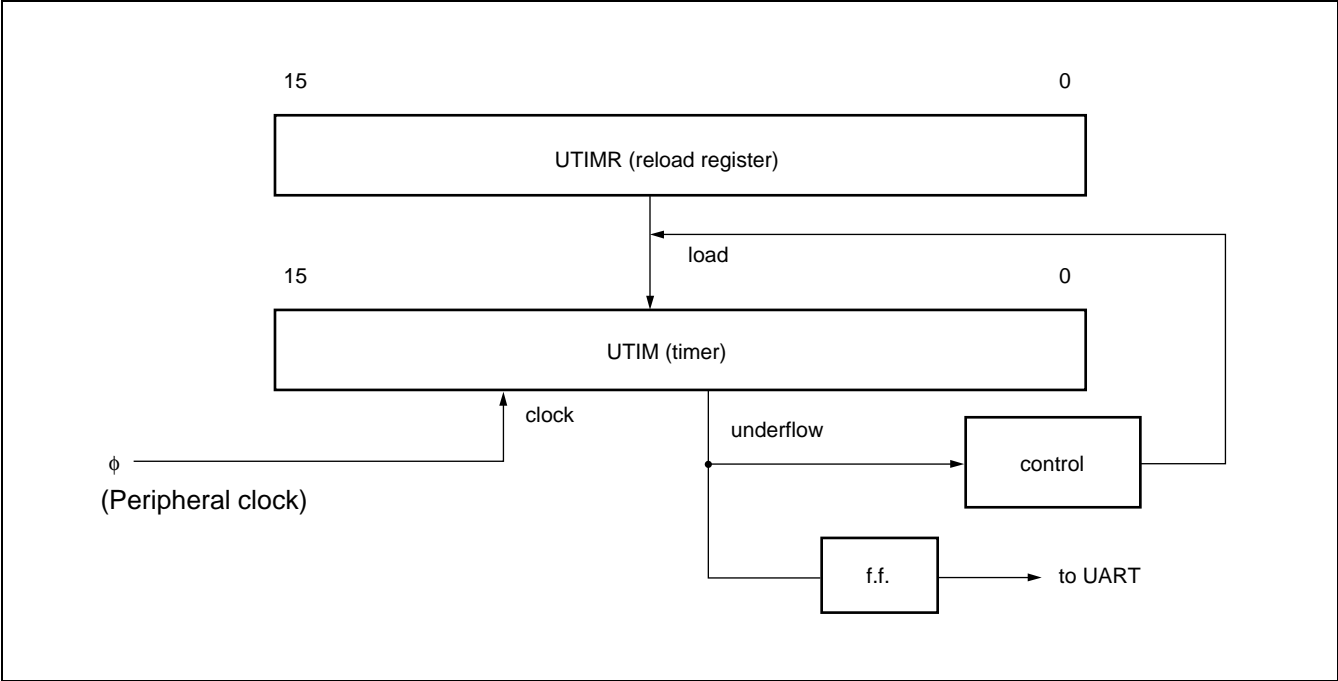 15 0
UTIMR (reload register)
load
15 0
UTIM (timer)
clock
underflow
ϕ
control
(Peripheral clock)
f.f.
to UART